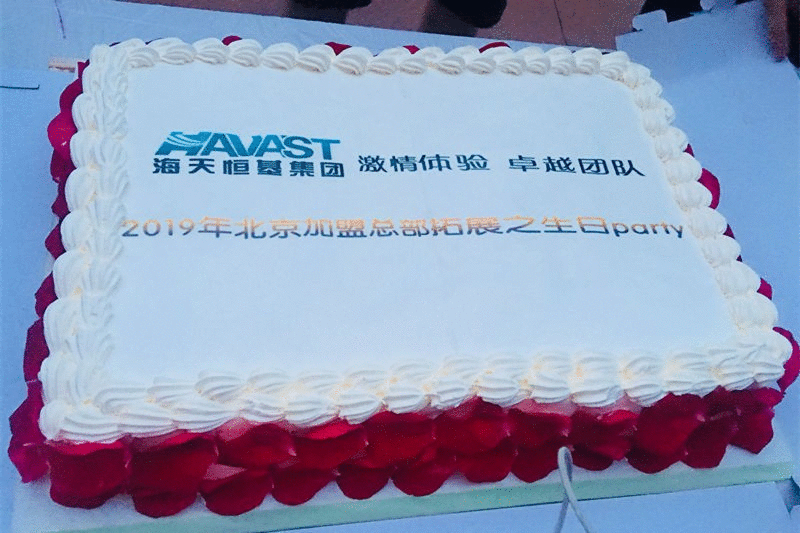 HAVAST
海天恒基集团 激情体验 卓越团队
2019年北京加盟总部拓展之生日party